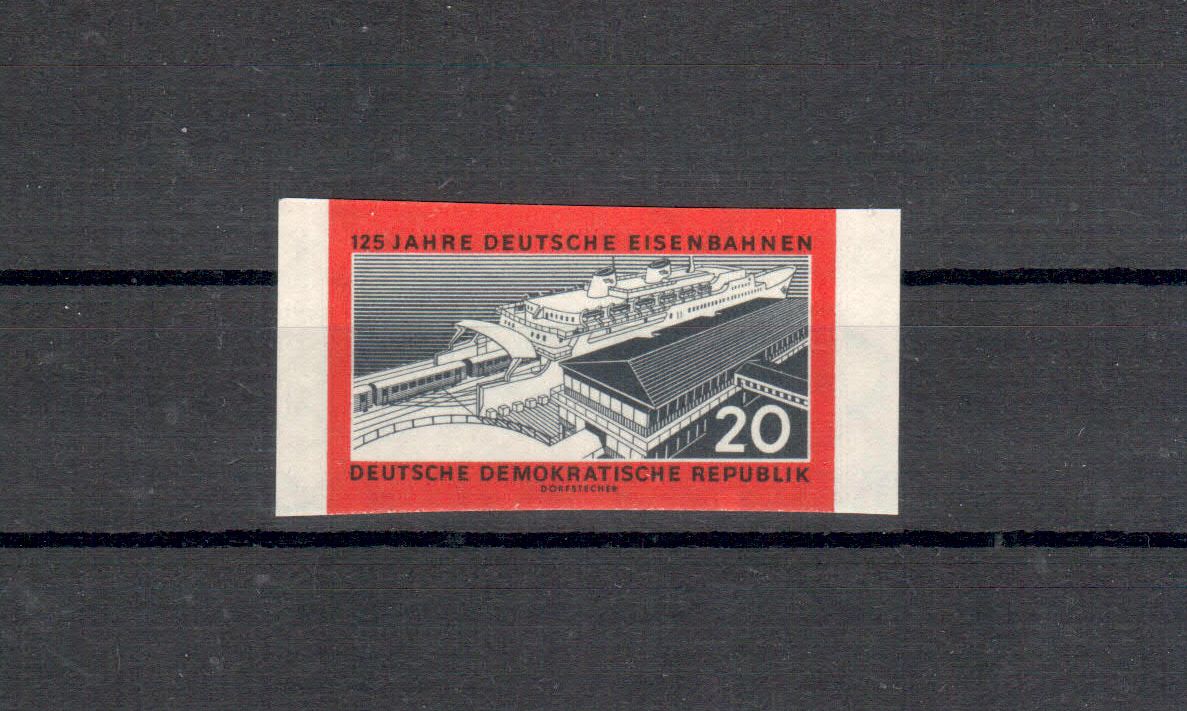 125 JAHRE DEUTSCHE EISENBAHNEN
20
DEUTSCHE DEMOKRATISCHE REPUBLIK
DORFSTECHER